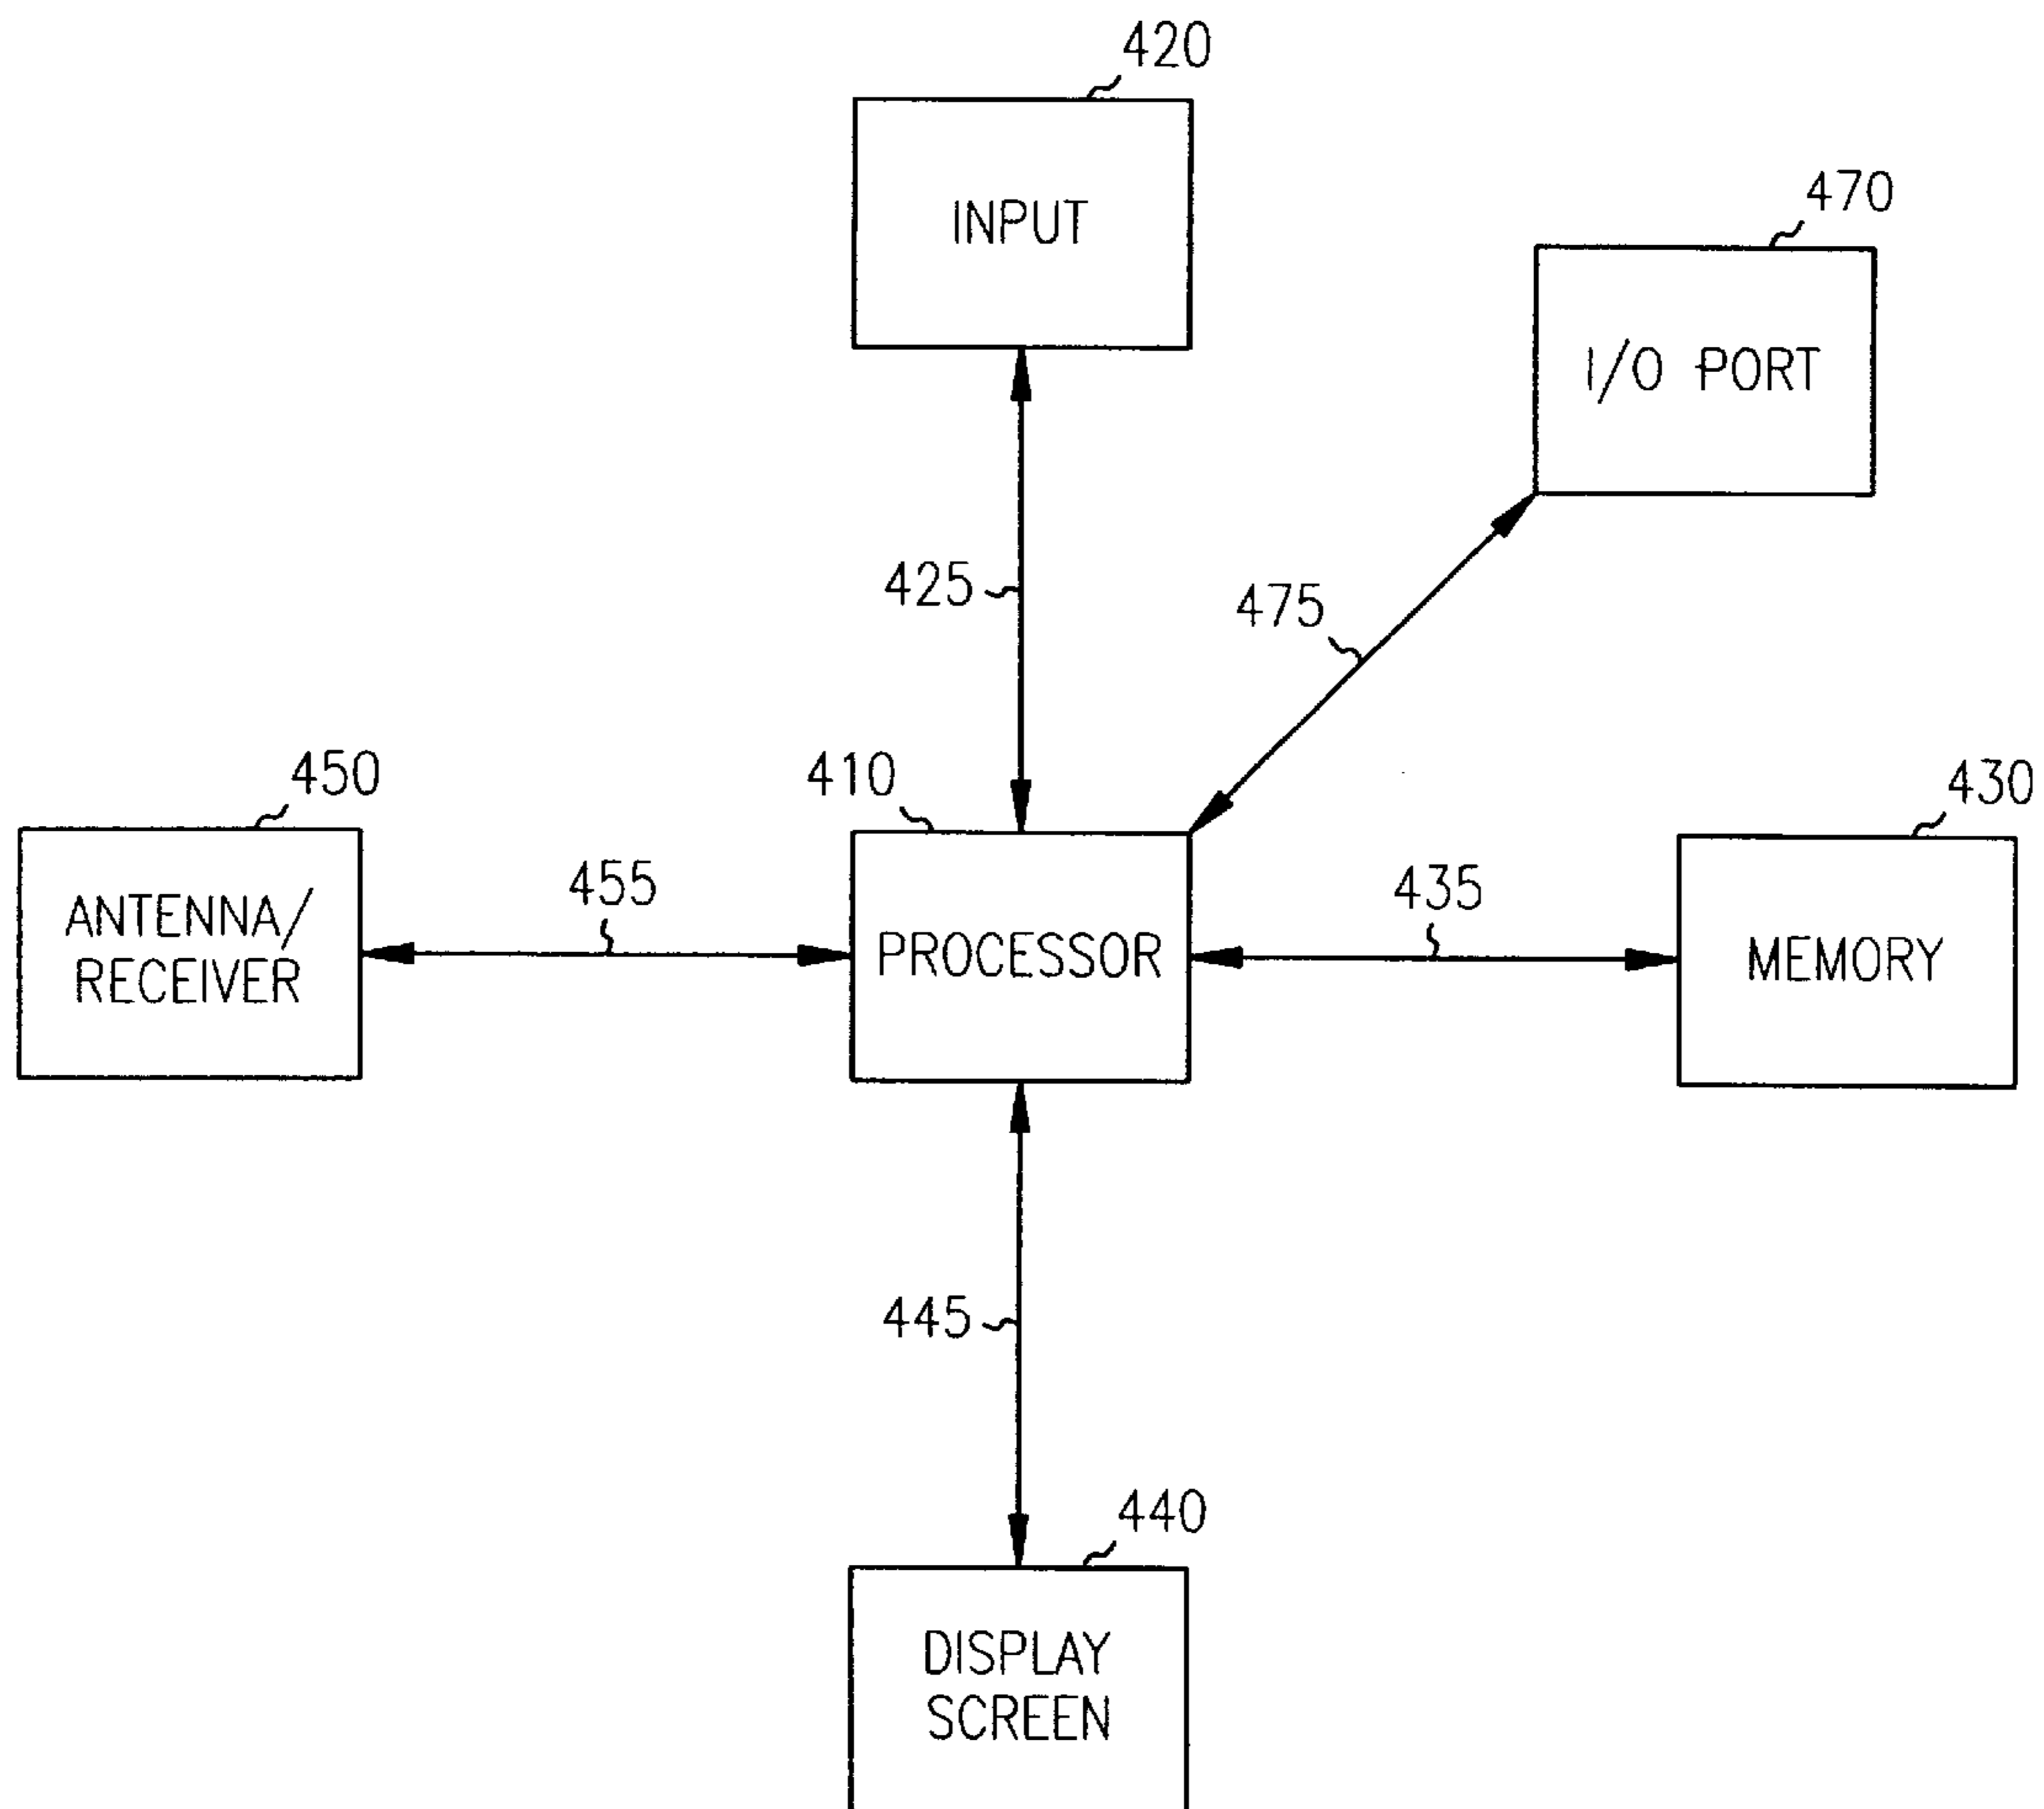 420
INPUT
470
I/O PORT
425
475
450
410
430
ANTENNA/
RECEIVER
455
PROCESSOR
435
MEMORY
445
440
DISPLAY
SCREEN